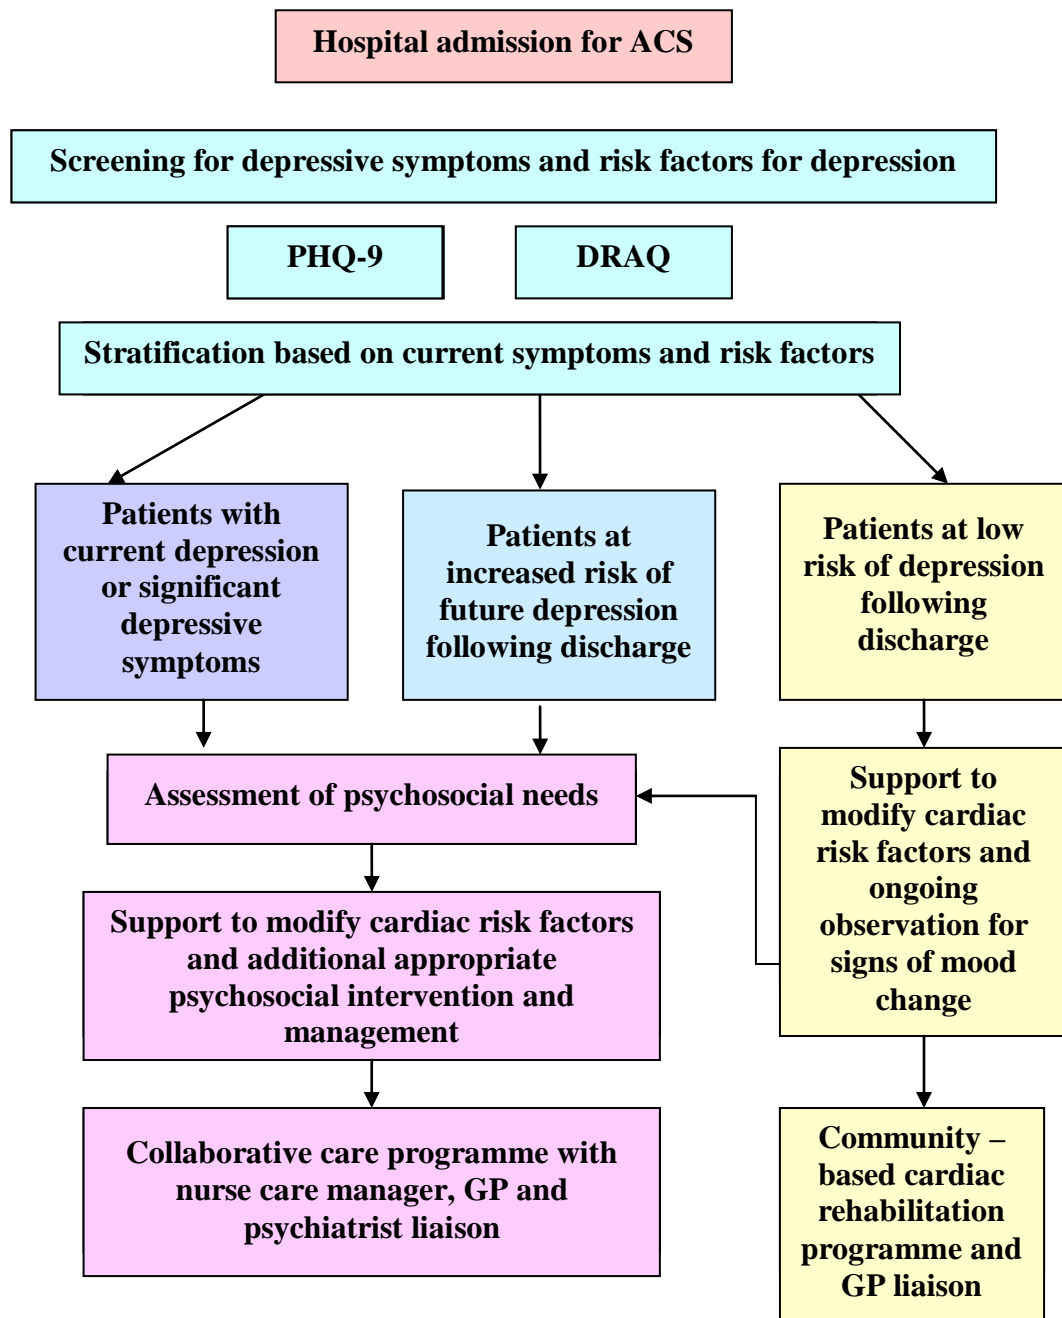 Hospital admission for ACS
Screening for depressive symptoms and risk factors for depression
PHQ-9
DRAQ
Stratification based on current symptoms and risk factors
Patients with
current depression
or significant
depressive
symptoms
Patients at
increased risk of
future depression
following discharge
Patients at low
risk of depression
following
discharge
Assessment of psychosocial needs
Support to
modify cardiac
risk factors and
ongoing
observation for
signs of mood
change
Support to modify cardiac risk factors
and additional appropriate
psychosocial intervention and
management
Collaborative care programme with
nurse care manager, GP and
psychiatrist liaison
Community –
based cardiac
rehabilitation
programme and
GP liaison